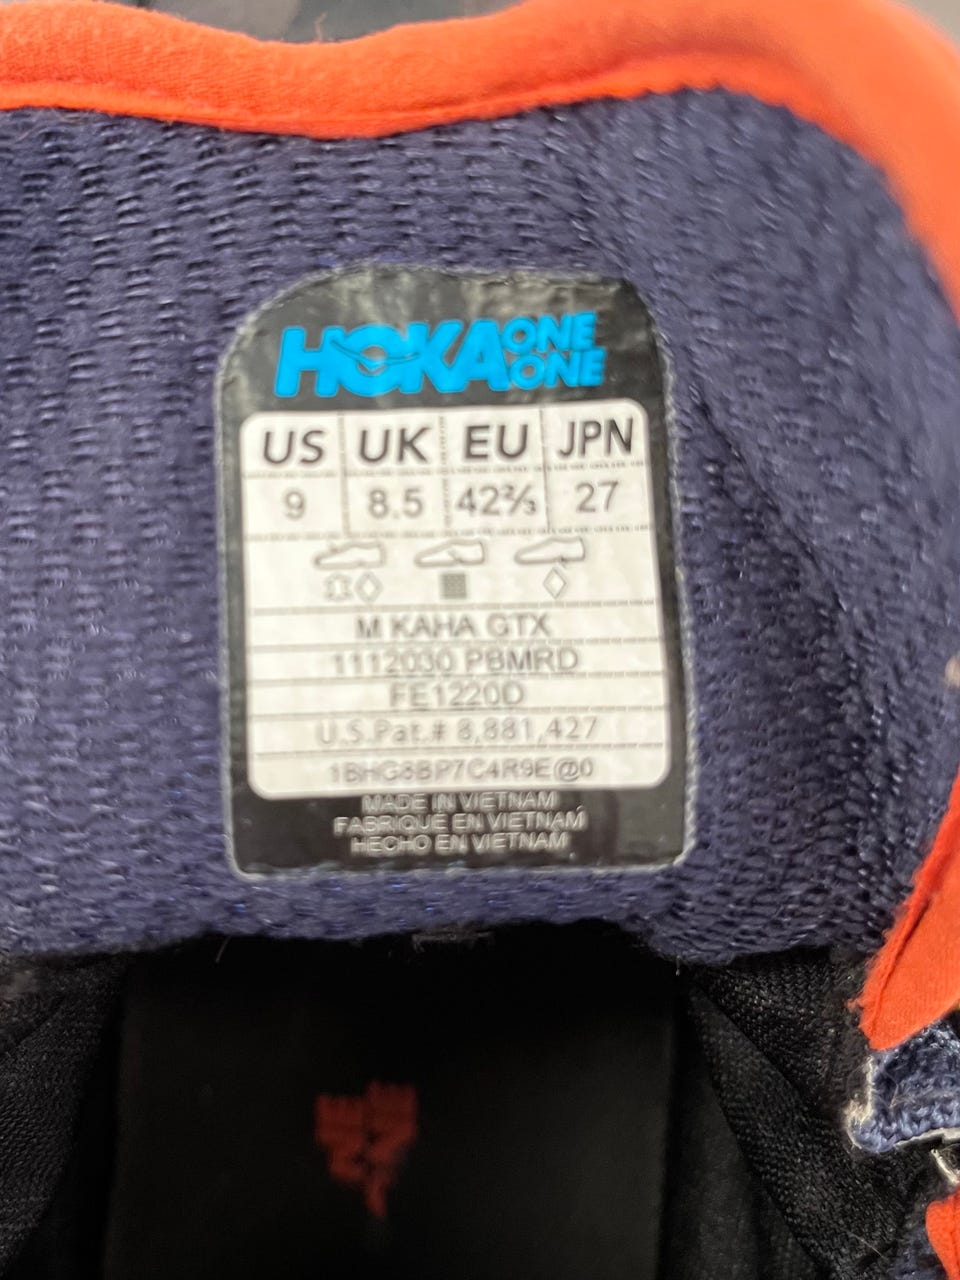 HOKA ONE ONE
US UK EU JPN
9 8.5 42⅔ 27
M KAHA GTX
1112030 PBMRD
FE1220D
U.S.Pat.# 8,881,427
1BHG8BP7C4R9E@0
MADE IN VIETNAM
FABRIQUÉ EN VIETNAM
HECHO EN VIETNAM